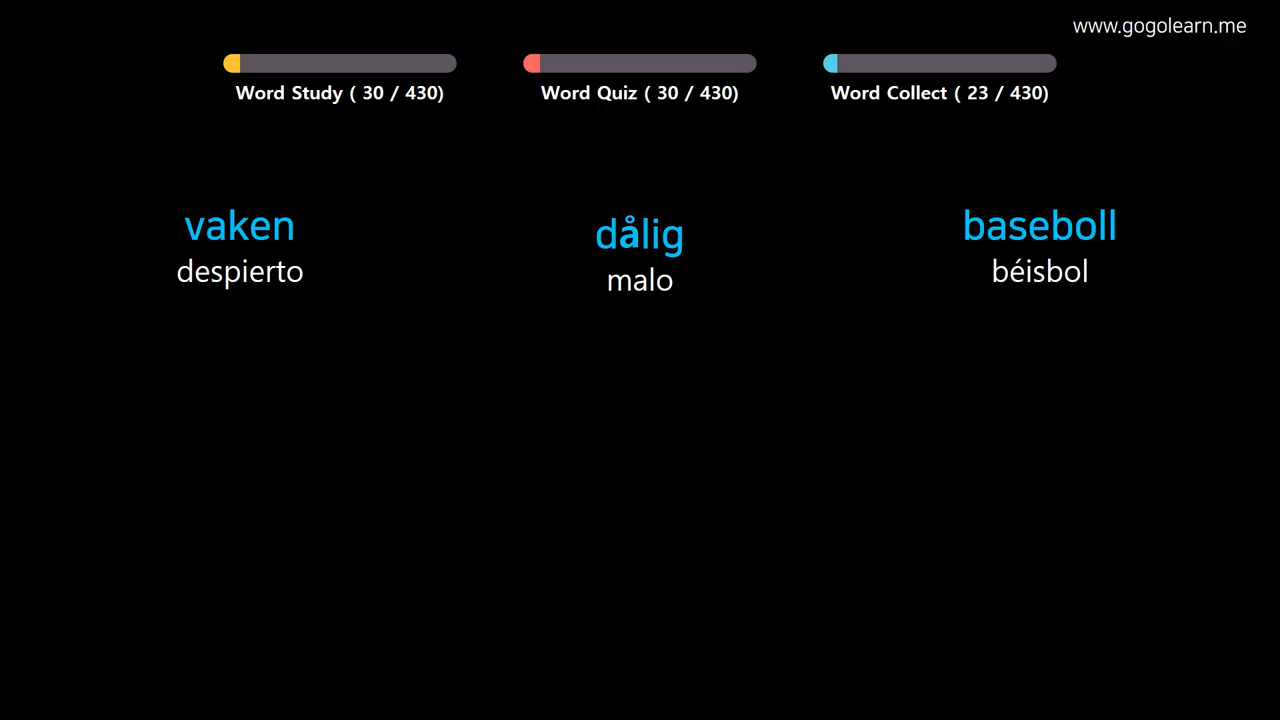 www.gogolearn.me
Word Study ( 30 / 430)
Word Quiz ( 30 / 430)
Word Collect ( 23 / 430)
vaken
despierto
dålig
malo
baseboll
béisbol